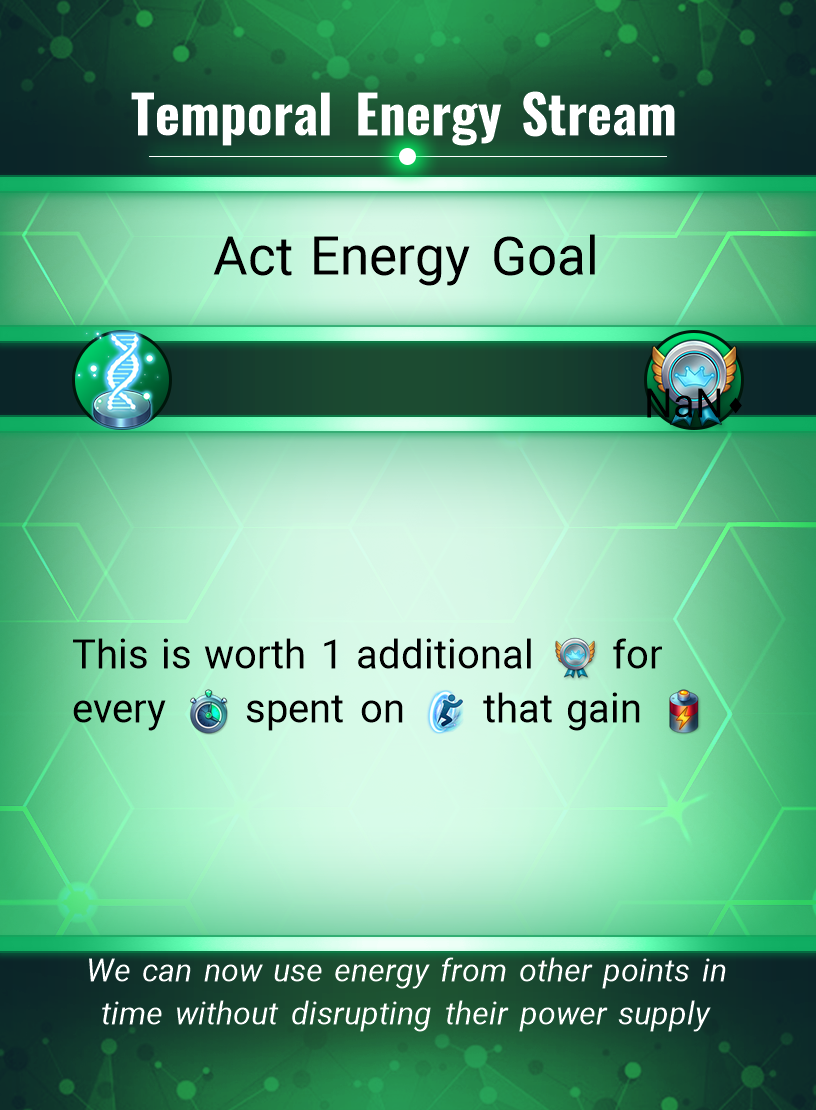 Temporal Energy Stream
Act Energy Goal
NaN
This is worth 1 additional for
every spent on that gain
We can now use energy from other points in
time without disrupting their power supply